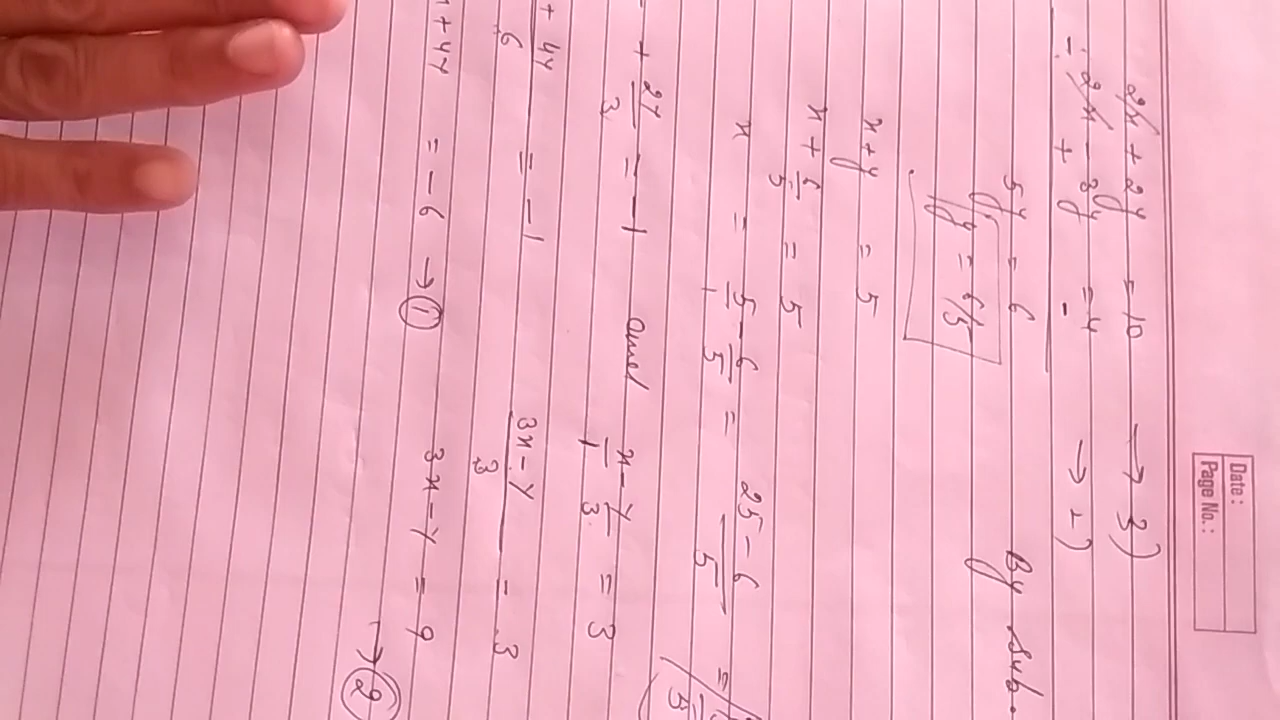 Date :
Page No. :
2x + 2y = 10 → 3)
- 2x - 3y = 4 → 2)
- + -
5y = 6 By sub.
y = 6/5
x + y = 5
x + 6/5 = 5
x = 5/1 - 6/5 = 25 - 6/5 =
+ 2y/3 = -1 and x/1 - y/3 = 3
+ 4y/6 = -1 3x - y/3 = 3
+ 4y = -6 → 1 3x - y = 9
→ 2